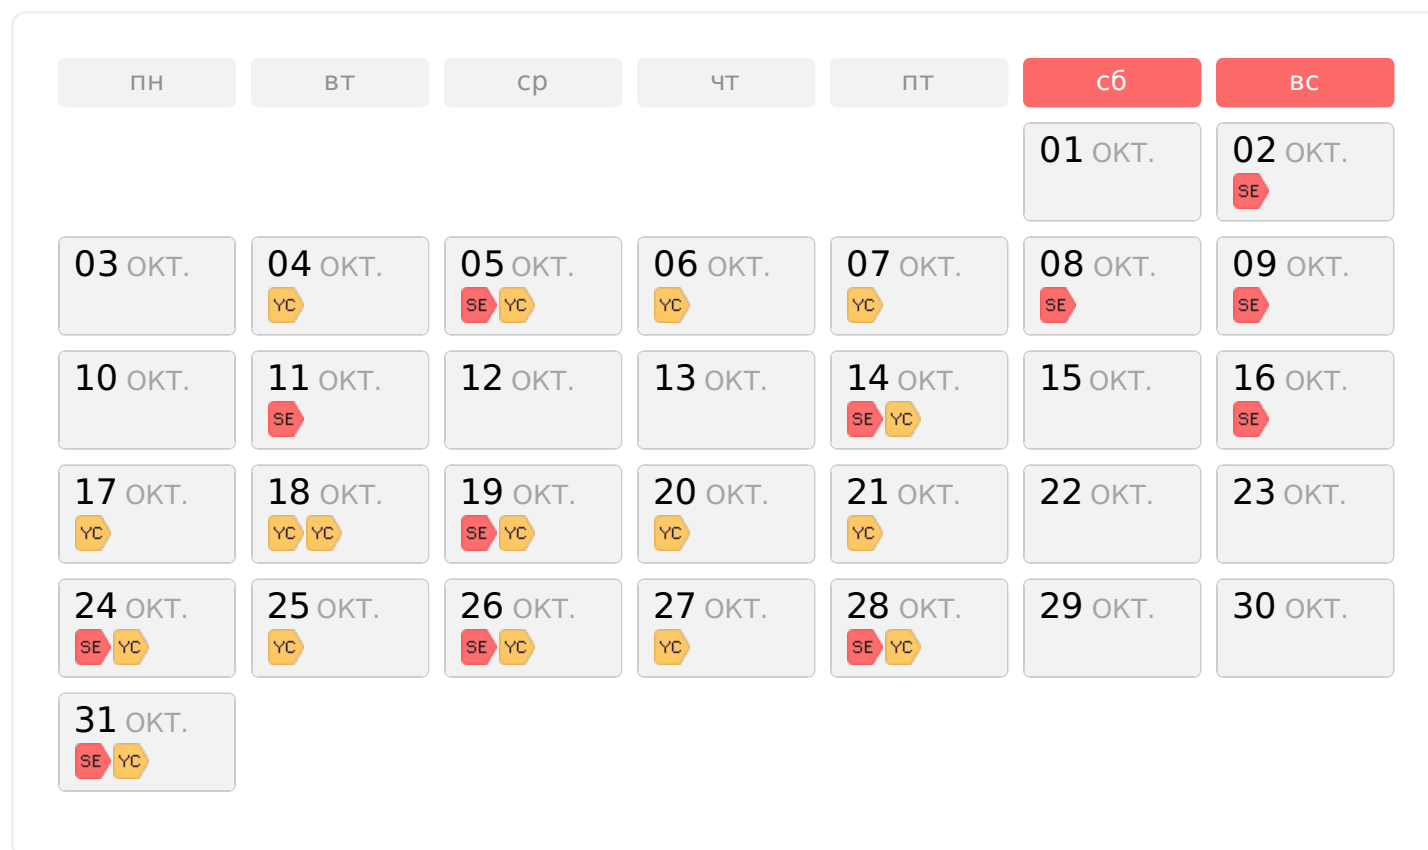 пн вт ср чт пт сб вс
01 окт. 02 окт.
SE
03 окт. 04 окт. 05 окт. 06 окт. 07 окт. 08 окт. 09 окт.
YC SE YC YC YC SE SE
10 окт. 11 окт. 12 окт. 13 окт. 14 окт. 15 окт. 16 окт.
SE SE YC SE
17 окт. 18 окт. 19 окт. 20 окт. 21 окт. 22 окт. 23 окт.
YC YC YC SE YC YC YC
24 окт. 25 окт. 26 окт. 27 окт. 28 окт. 29 окт. 30 окт.
SE YC YC SE YC YC SE YC
31 окт.
SE YC